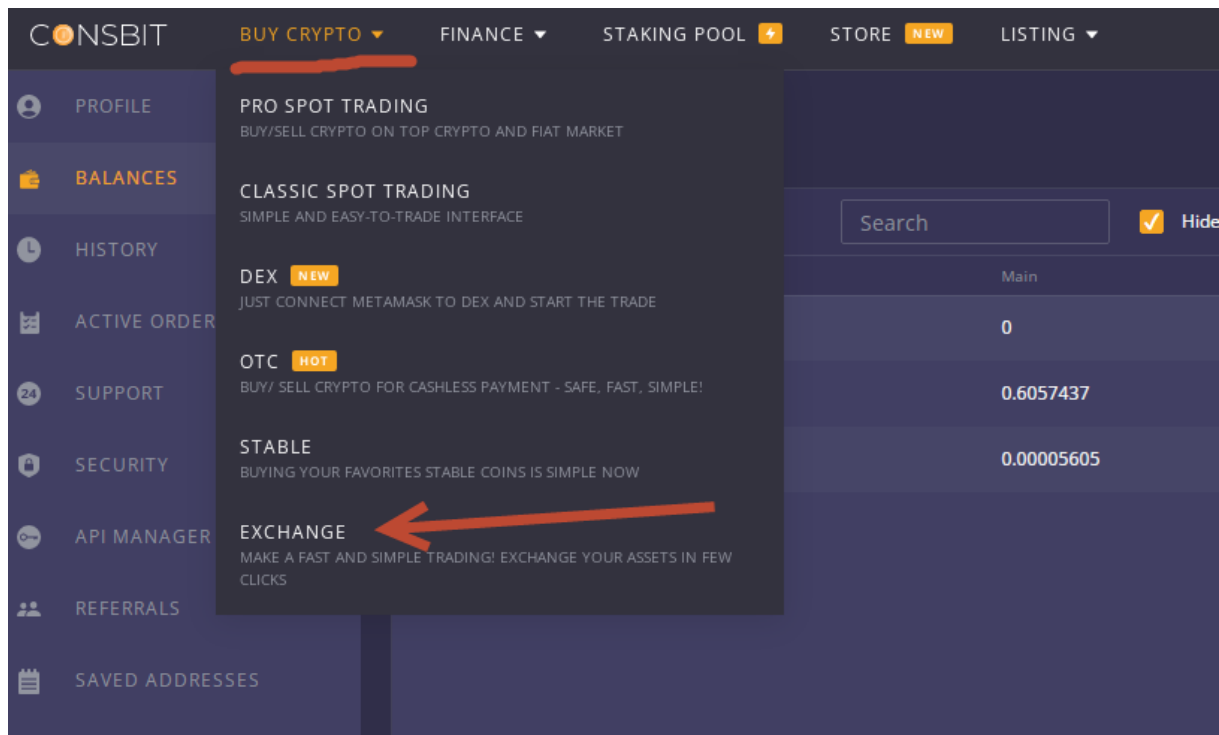 CONSBIT
BUY CRYPTO
FINANCE
STAKING POOL
STORE NEW
LISTING
PROFILE
BALANCES
HISTORY
ACTIVE ORDER
24 SUPPORT
SECURITY
API MANAGER
REFERRALS
SAVED ADDRESSES
PRO SPOT TRADING
BUY/SELL CRYPTO ON TOP CRYPTO AND FIAT MARKET
CLASSIC SPOT TRADING
SIMPLE AND EASY-TO-TRADE INTERFACE
DEX NEW
JUST CONNECT METAMASK TO DEX AND START THE TRADE
OTC HOT
BUY/ SELL CRYPTO FOR CASHLESS PAYMENT - SAFE, FAST, SIMPLE!
STABLE
BUYING YOUR FAVORITES STABLE COINS IS SIMPLE NOW
EXCHANGE
MAKE A FAST AND SIMPLE TRADING! EXCHANGE YOUR ASSETS IN FEW
CLICKS
Search
Hide
Main
0
0.6057437
0.00005605